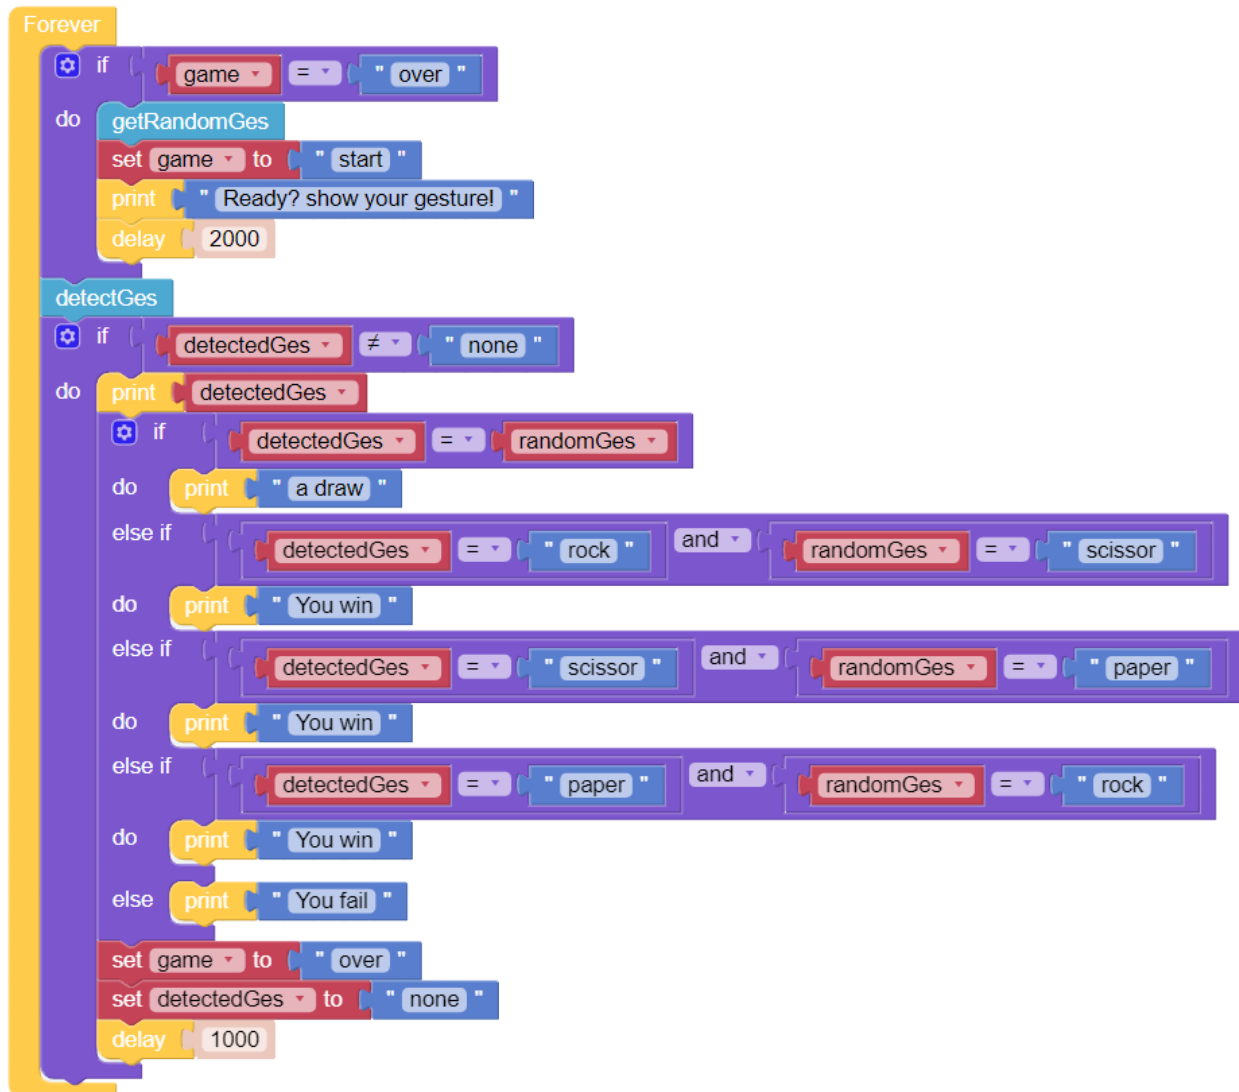 Forever
if game = " over "
do getRandomGes
set game to " start "
print " Ready? show your gesture! "
delay 2000
detectGes
if detectedGes ≠ " none "
do print detectedGes
if detectedGes = randomGes
do print " a draw "
else if detectedGes = " rock " and randomGes = " scissor "
do print " You win "
else if detectedGes = " scissor " and randomGes = " paper "
do print " You win "
else if detectedGes = " paper " and randomGes = " rock "
do print " You win "
else print " You fail "
set game to " over "
set detectedGes to " none "
delay 1000